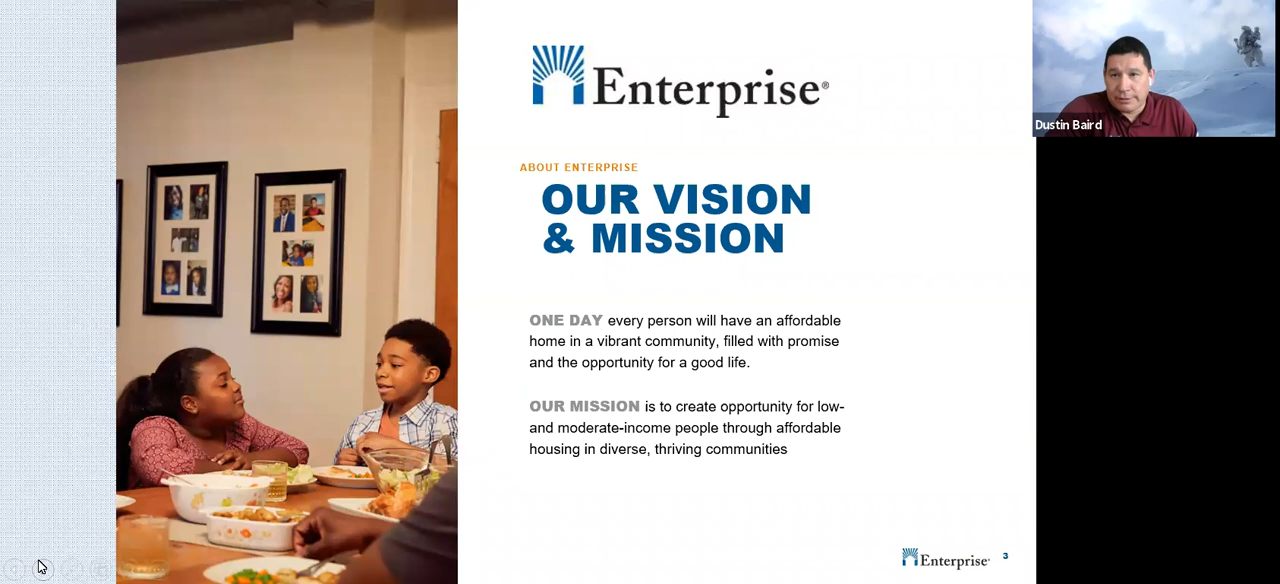 Enterprise®
Dustin Baird
ABOUT ENTERPRISE
OUR VISION
& MISSION
ONE DAY every person will have an affordable
home in a vibrant community, filled with promise
and the opportunity for a good life.
OUR MISSION is to create opportunity for low-
and moderate-income people through affordable
housing in diverse, thriving communities
Enterprise
3